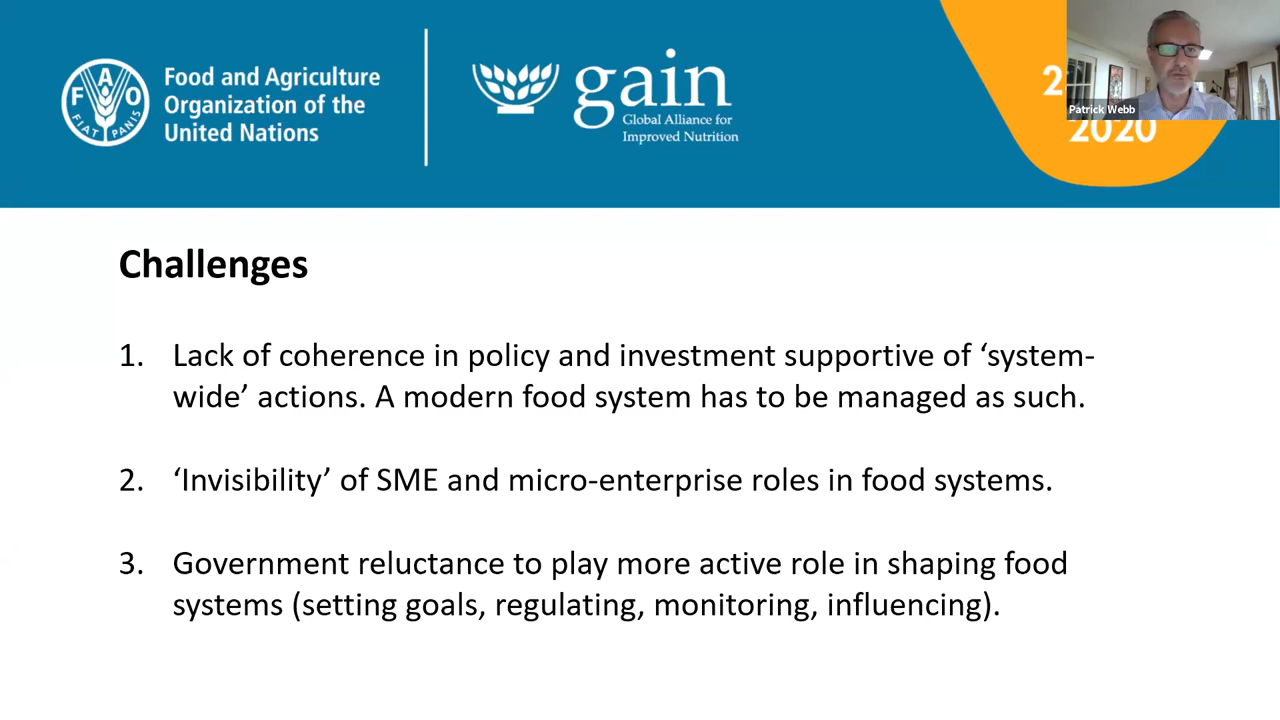 Food and Agriculture
Organization of the
United Nations
F A O
FIAT PANIS
gain
Global Alliance for
Improved Nutrition
2
2020
Patrick Webb
Challenges
1. Lack of coherence in policy and investment supportive of ‘system-
wide’ actions. A modern food system has to be managed as such.
2. ‘Invisibility’ of SME and micro-enterprise roles in food systems.
3. Government reluctance to play more active role in shaping food
systems (setting goals, regulating, monitoring, influencing).